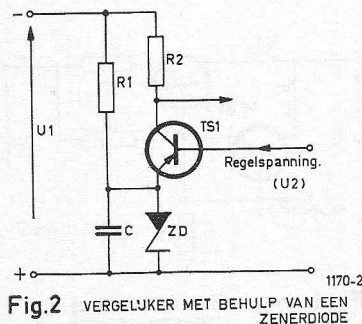 −
R1
R2
U1
TS1
Regelspanning.
(U2)
C
ZD
+
1170-2
Fig.2 VERGELIJKER MET BEHULP VAN EEN
ZENERDIODE